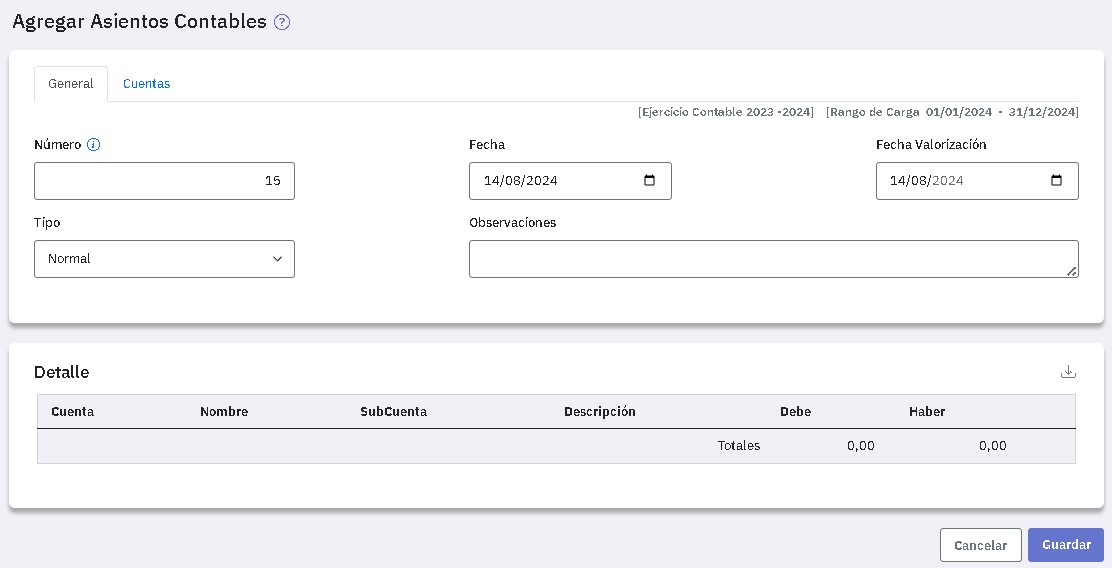 Agregar Asientos Contables ?
General Cuentas
[Ejercício Contable 2023 -2024] [Rango de Carga 01/01/2024 - 31/12/2024]
Número i Fecha Fecha Valorización
15 14/08/2024 14/08/2024
Tipo Observaciones
Normal
Detalle
Cuenta Nombre SubCuenta Descripción Debe Haber
Totales 0,00 0,00
Cancelar Guardar